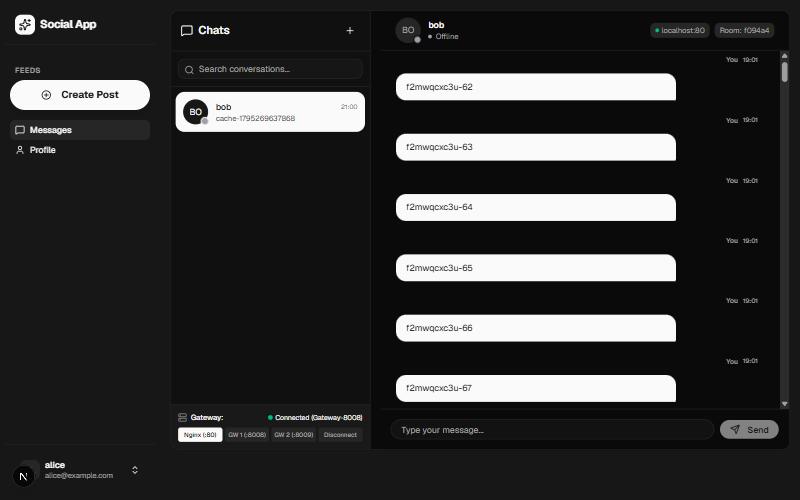 Social App
FEEDS
Create Post
Messages
Profile
alice
alice@example.com
Chats
Search conversations...
BO
bob
21:00
cache-1795269637868
Gateway:
Connected (Gateway-8008)
Nginx (:80)
GW 1 (:8008)
GW 2 (:8009)
Disconnect
BO
bob
Offline
localhost:80
Room: f094a4
You 19:01
f2mwqcxc3u-62
You 19:01
f2mwqcxc3u-63
You 19:01
f2mwqcxc3u-64
You 19:01
f2mwqcxc3u-65
You 19:01
f2mwqcxc3u-66
You 19:01
f2mwqcxc3u-67
Type your message...
Send
N